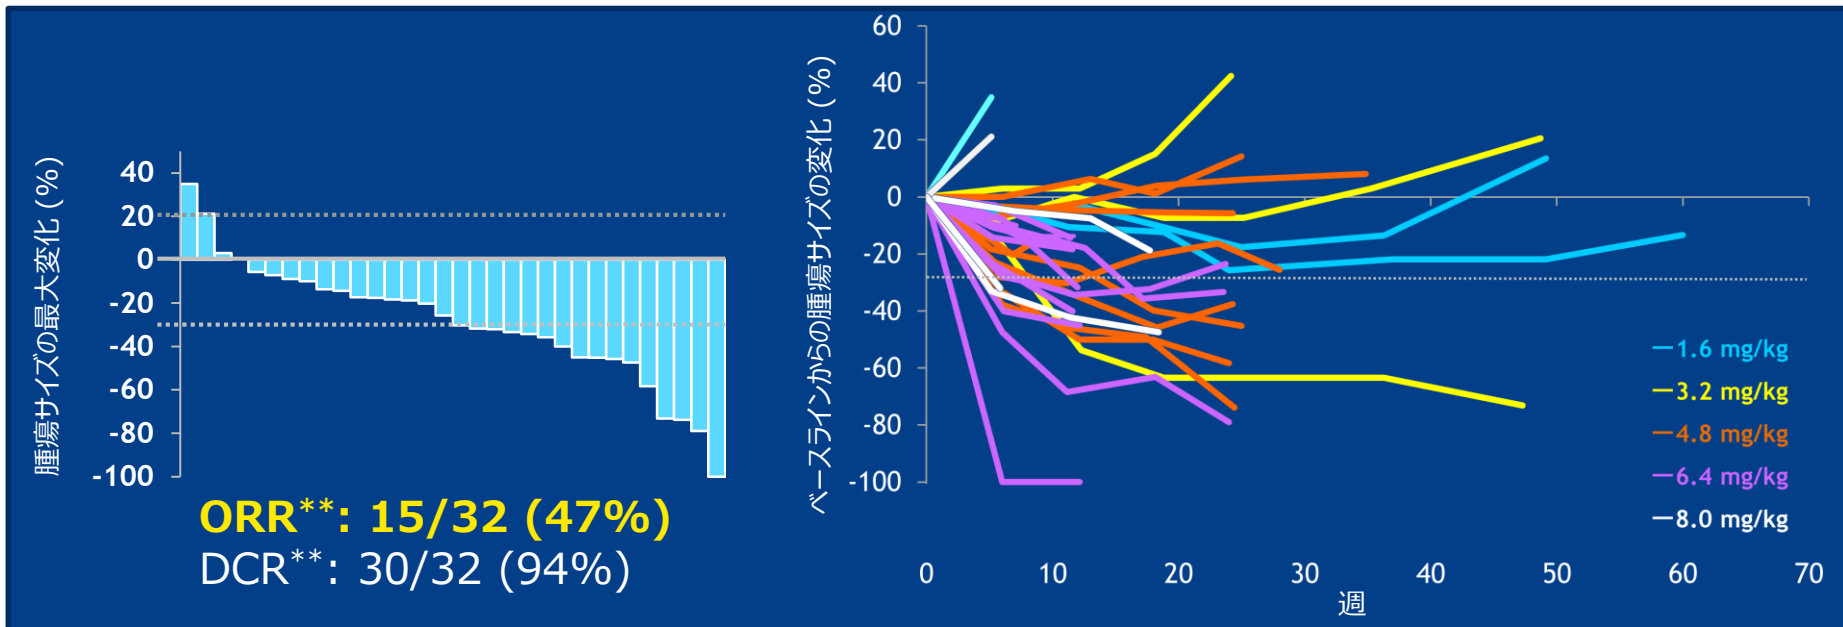 腫瘍サイズの最大変化 (%)
40
20
0
-20
-40
-60
-80
-100
ORR**: 15/32 (47%)
DCR**: 30/32 (94%)
ベースラインからの腫瘍サイズの変化 (%)
60
40
20
0
-20
-40
-60
-80
-100
1.6 mg/kg
3.2 mg/kg
4.8 mg/kg
6.4 mg/kg
8.0 mg/kg
0 10 20 30 40 50 60 70
週